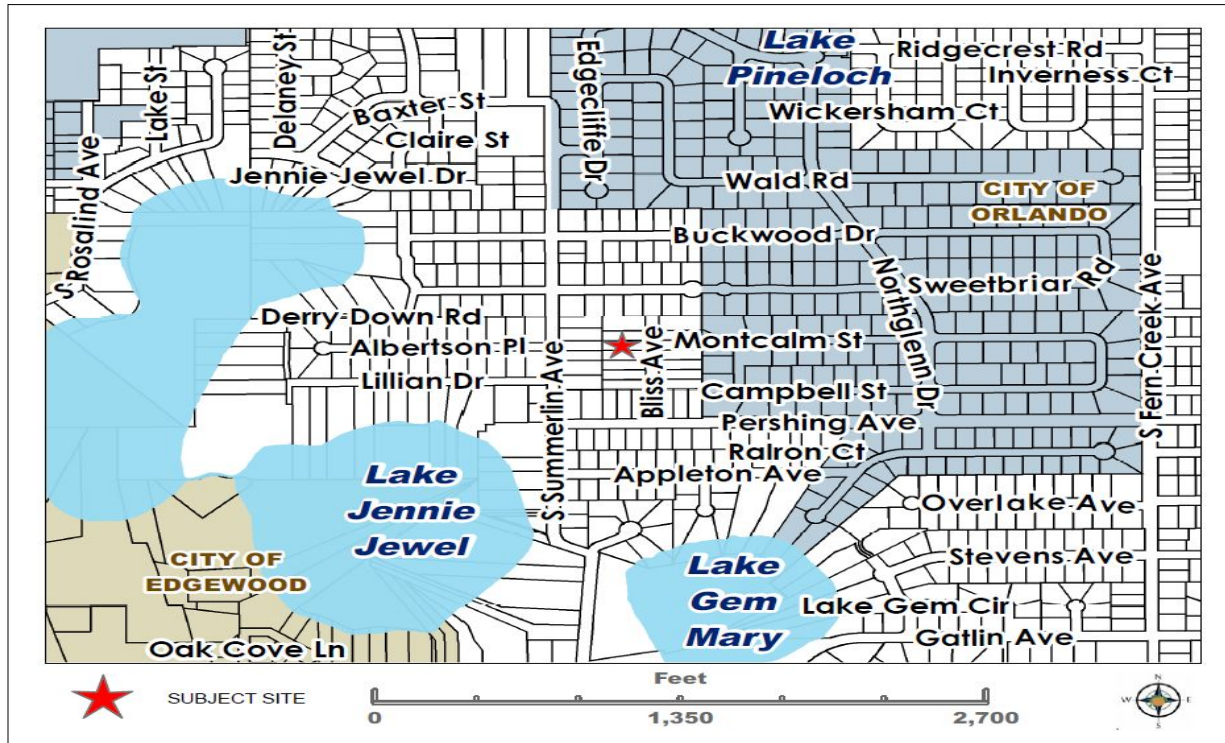 Lake
Pineloch
Ridgecrest Rd
Inverness Ct
Wickersham Ct
Edgecliffe Dr
Delaney St
Lake St
Baxter St
Claire St
S Rosalind Ave
Jennie Jewel Dr
Wald Rd
CITY OF
ORLANDO
Buckwood Dr
Northglenn Dr
Sweetbriar Rd
S Fern Creek Ave
Derry Down Rd
Albertson Pl
Lillian Dr
S Summerlin Ave
Bliss Ave
Montcalm St
Campbell St
Pershing Ave
Ralron Ct
Appleton Ave
Overlake Ave
Lake
Jennie
Jewel
CITY OF
EDGEWOOD
Stevens Ave
Lake
Gem
Mary
Lake Gem Cir
Gatlin Ave
Oak Cove Ln
SUBJECT SITE
Feet
0
1,350
2,700
N
W
E
S